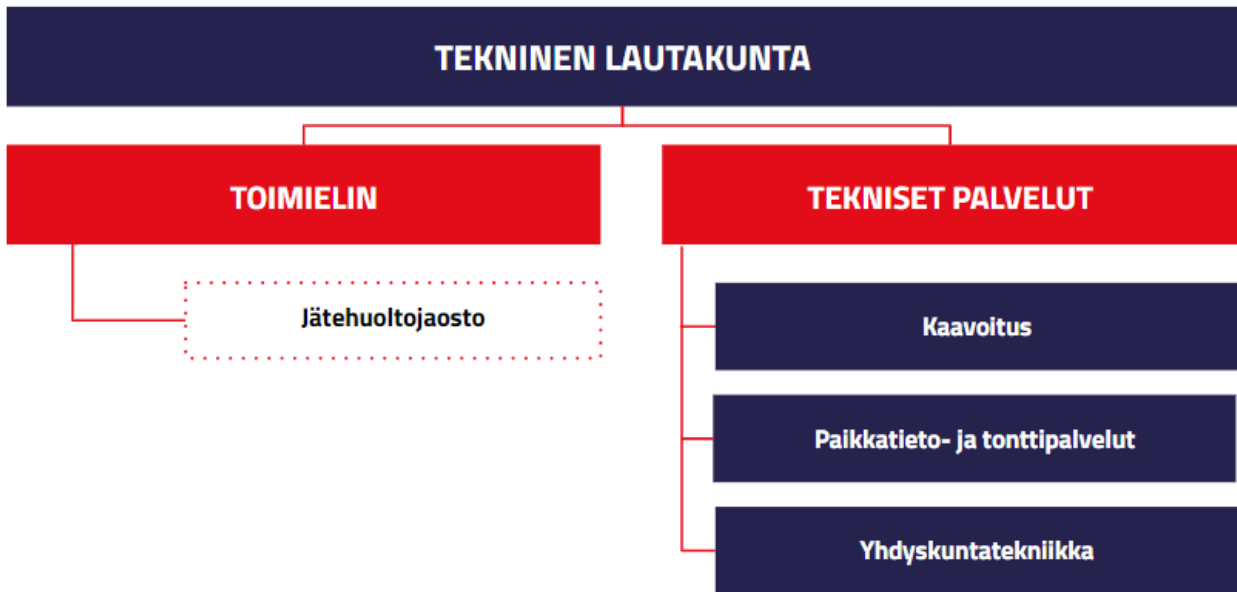 TEKNINEN LAUTAKUNTA
TOIMIELIN
TEKNISET PALVELUT
Jätehuoltojaosto
Kaavoitus
Paikkatieto- ja tonttipalvelut
Yhdyskuntatekniikka